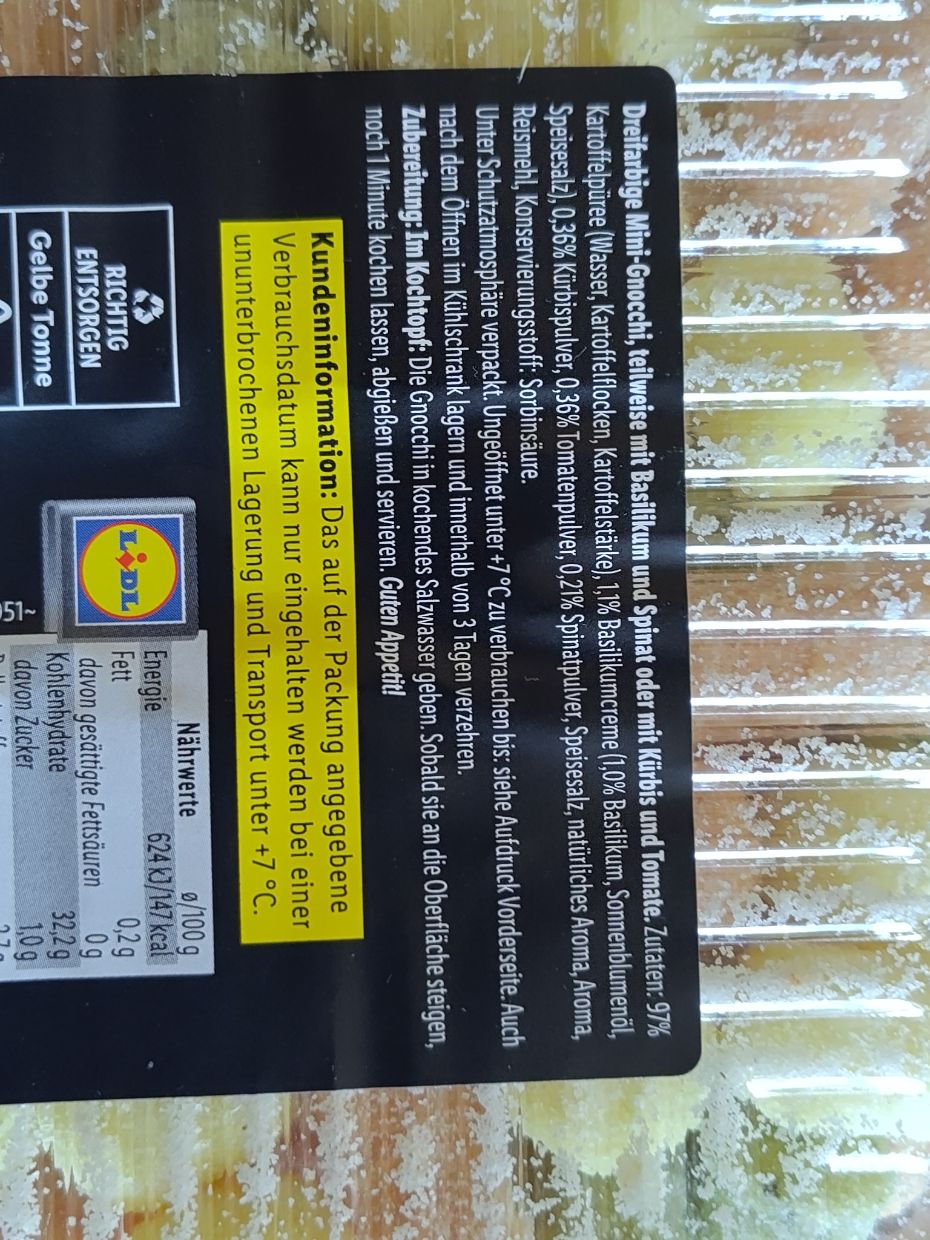 Dreifarbige Mini-Gnocchi, teilweise mit Basilikum und Spinat oder mit Kürbis und Tomate. Zutaten: 97%
Kartoffelpüree (Wasser, Kartoffelflocken, Kartoffelstärke), 1,1% Basilikumcreme (1,0% Basilikum, Sonnenblumenöl,
Speisesalz), 0,36% Kürbispulver, 0,36% Tomatenpulver, 0,21% Spinatpulver, Speisesalz, natürliches Aroma, Aroma,
Reismehl, Konservierungsstoff: Sorbinsäure.
Unter Schutzatmosphäre verpackt. Ungeöffnet unter +7 °C zu verbrauchen bis: siehe Aufdruck Vorderseite. Auch
nach dem Öffnen im Kühlschrank lagern und innerhalb von 3 Tagen verzehren.
Zubereitung: Im Kochtopf: Die Gnocchi in kochendes Salzwasser geben. Sobald sie an die Oberfläche steigen,
noch 1 Minute kochen lassen, abgießen und servieren. Guten Appetit!
Kundeninformation: Das auf der Packung angegebene
Verbrauchsdatum kann nur eingehalten werden bei einer
ununterbrochenen Lagerung und Transport unter +7 °C.
RICHTIG
ENTSORGEN
Gelbe Tonne
LIDL
951~
Nährwerte ø/100 g
Energie 624 kJ/147 kcal
Fett 0,2 g
davon gesättigte Fettsäuren 0 g
Kohlenhydrate 32,2 g
davon Zucker 1,0 g